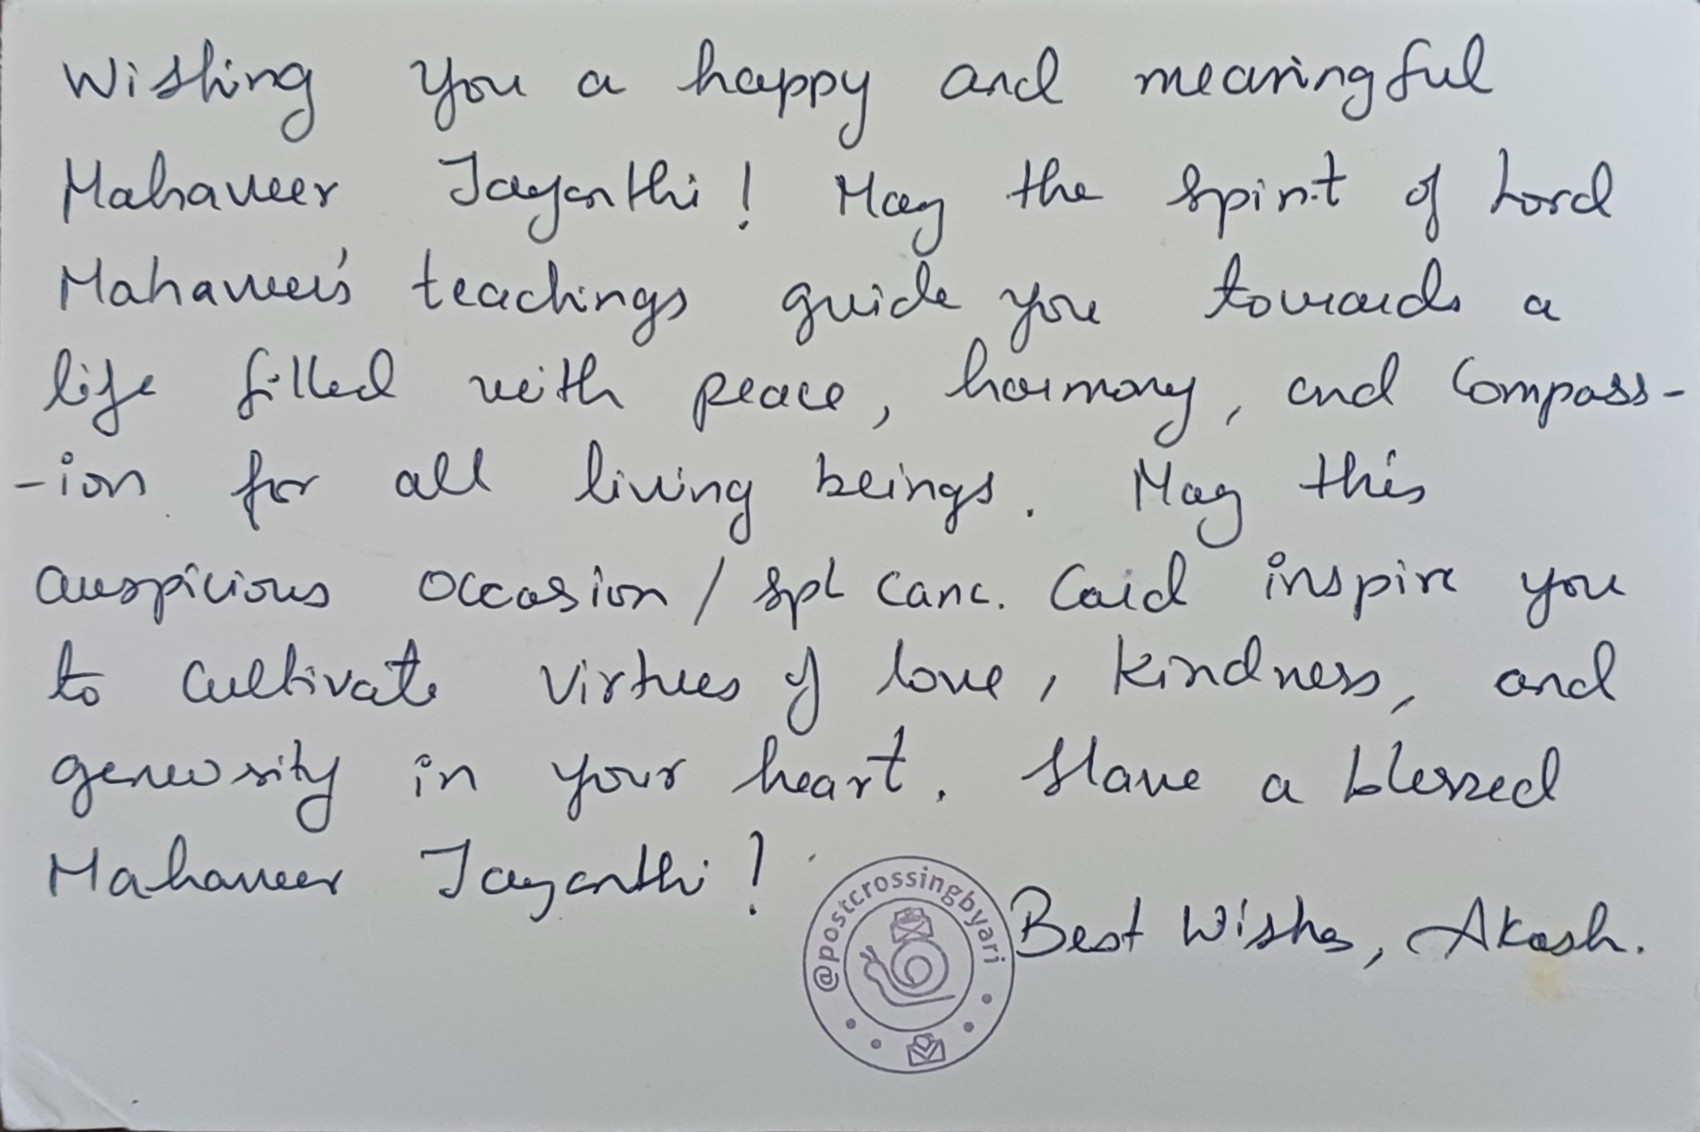 Wishing you a happy and meaningful
Mahaveer Jayanthi! May the spirit of Lord
Mahaveer's teachings guide you towards a
life filled with peace, harmony, and Compass-
-ion for all living beings. May this
auspicious occasion / spl canc. Card inspire you
to cultivate virtues of love, kindness, and
generosity in your heart. Have a blessed
Mahaveer Jayanthi!
@postcrossingbyari
Best Wishes, Akash.